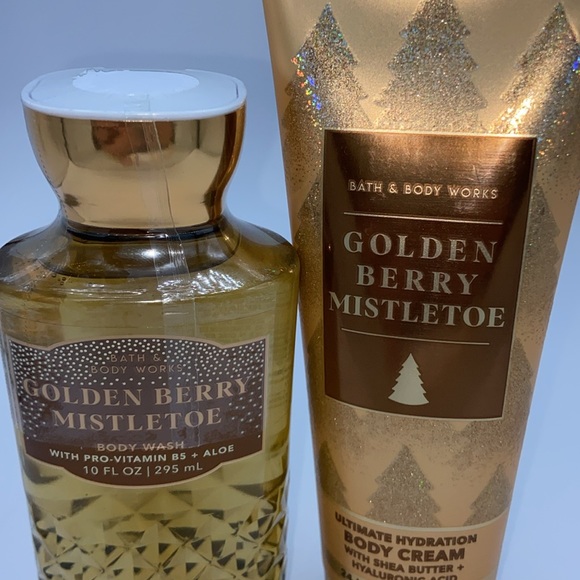 BATH &
BODY WORKS
GOLDEN BERRY
MISTLETOE
BODY WASH
WITH PRO-VITAMIN B5 + ALOE
10 FL OZ | 295 mL
BATH & BODY WORKS
GOLDEN
BERRY
MISTLETOE
ULTIMATE HYDRATION
BODY CREAM
WITH SHEA BUTTER +
HYALURONIC ACID